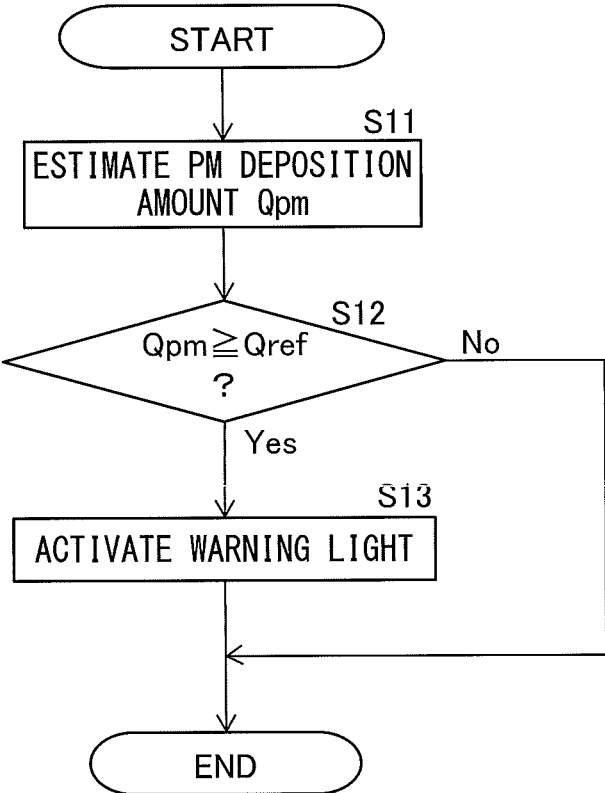 START
S11
ESTIMATE PM DEPOSITION
AMOUNT Qpm
S12
Qpm≧Qref
?
No
Yes
S13
ACTIVATE WARNING LIGHT
END